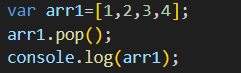 var arr1=[1,2,3,4];
arr1.pop();
console.log(arr1);